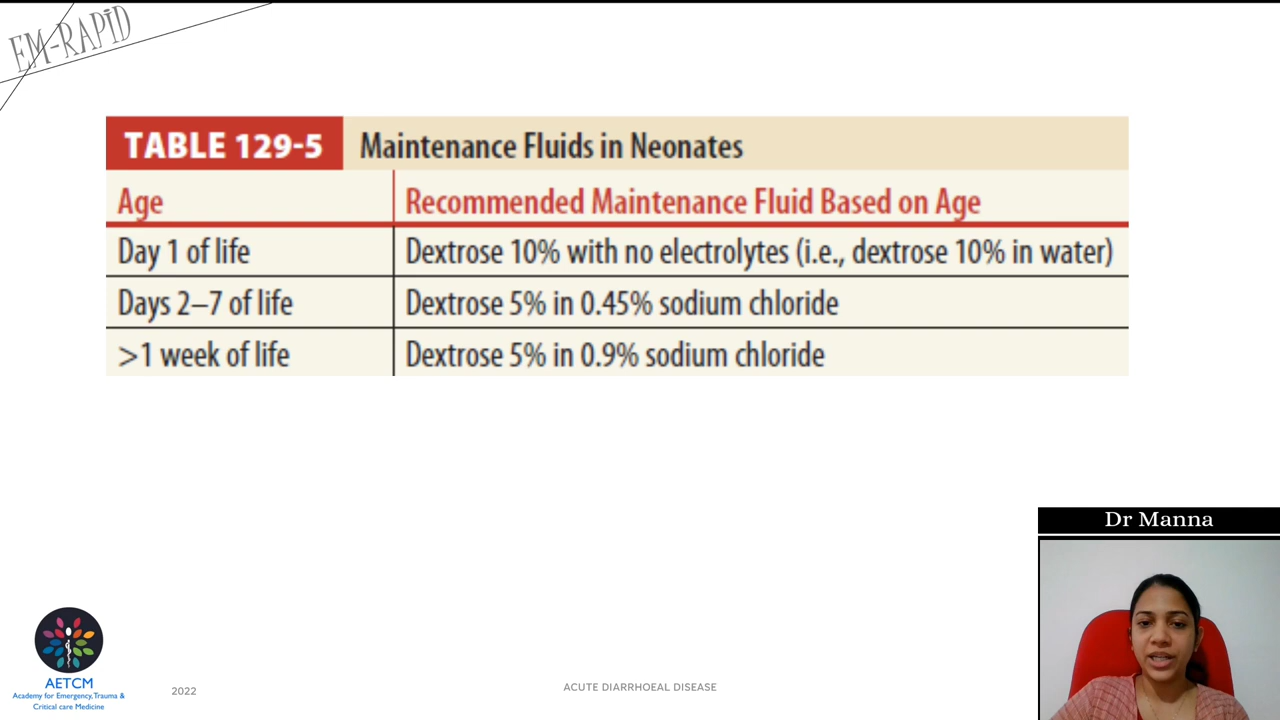 EM-RAPID
TABLE 129-5 Maintenance Fluids in Neonates
Age Recommended Maintenance Fluid Based on Age
Day 1 of life Dextrose 10% with no electrolytes (i.e., dextrose 10% in water)
Days 2–7 of life Dextrose 5% in 0.45% sodium chloride
>1 week of life Dextrose 5% in 0.9% sodium chloride
Dr Manna
AETCM
Academy for Emergency, Trauma &
Critical care Medicine
2022
ACUTE DIARRHOEAL DISEASE